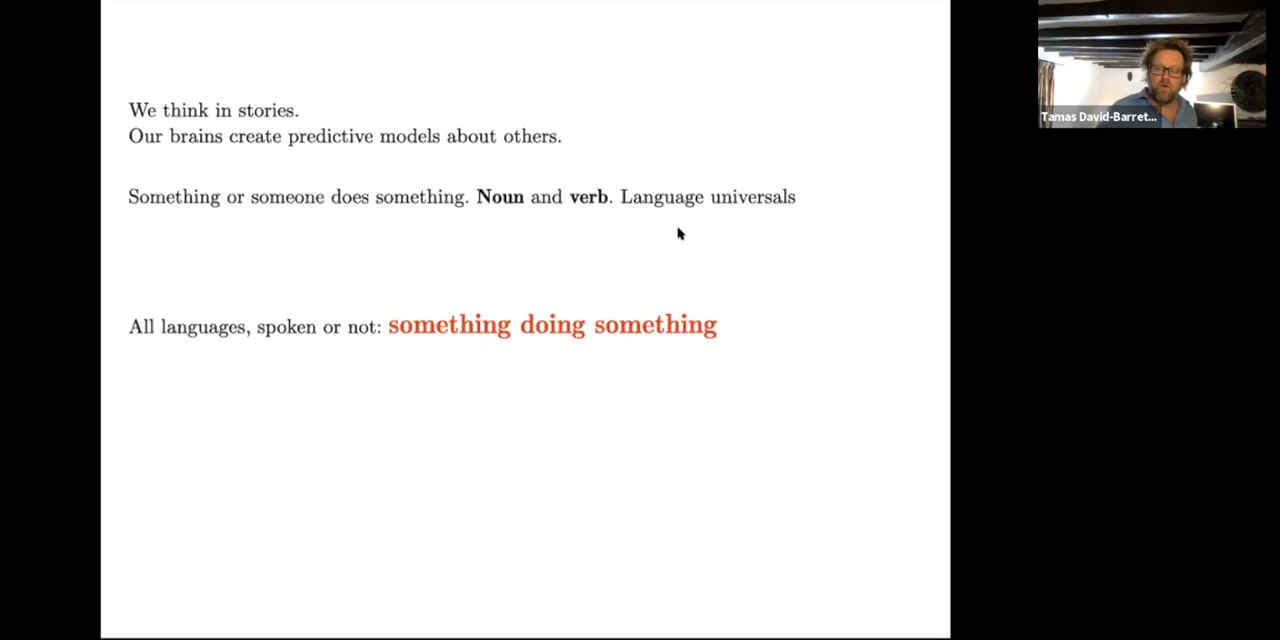 We think in stories.
Our brains create predictive models about others.
Something or someone does something. Noun and verb. Language universals
All languages, spoken or not: something doing something
Tamas David-Barret...